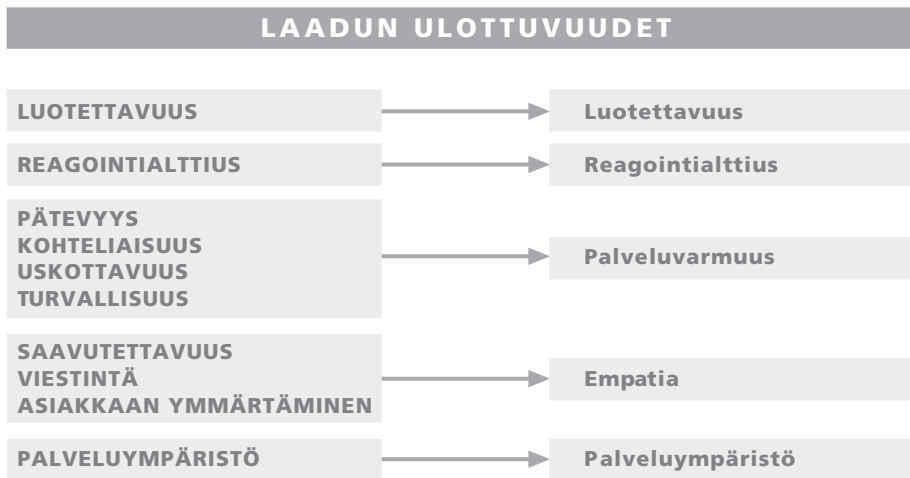 LAADUN ULOTTUVUUDET
LUOTETTAVUUS
Luotettavuus
REAGOINTIALTTIUS
Reagointialttius
PÄTEVYYS
KOHTELIAISUUS
USKOTTAVUUS
TURVALLISUUS
Palveluvarmuus
SAAVUTETTAVUUS
VIESTINTÄ
ASIAKKAAN YMMÄRTÄMINEN
Empatia
PALVELUYMPÄRISTÖ
Palveluympäristö